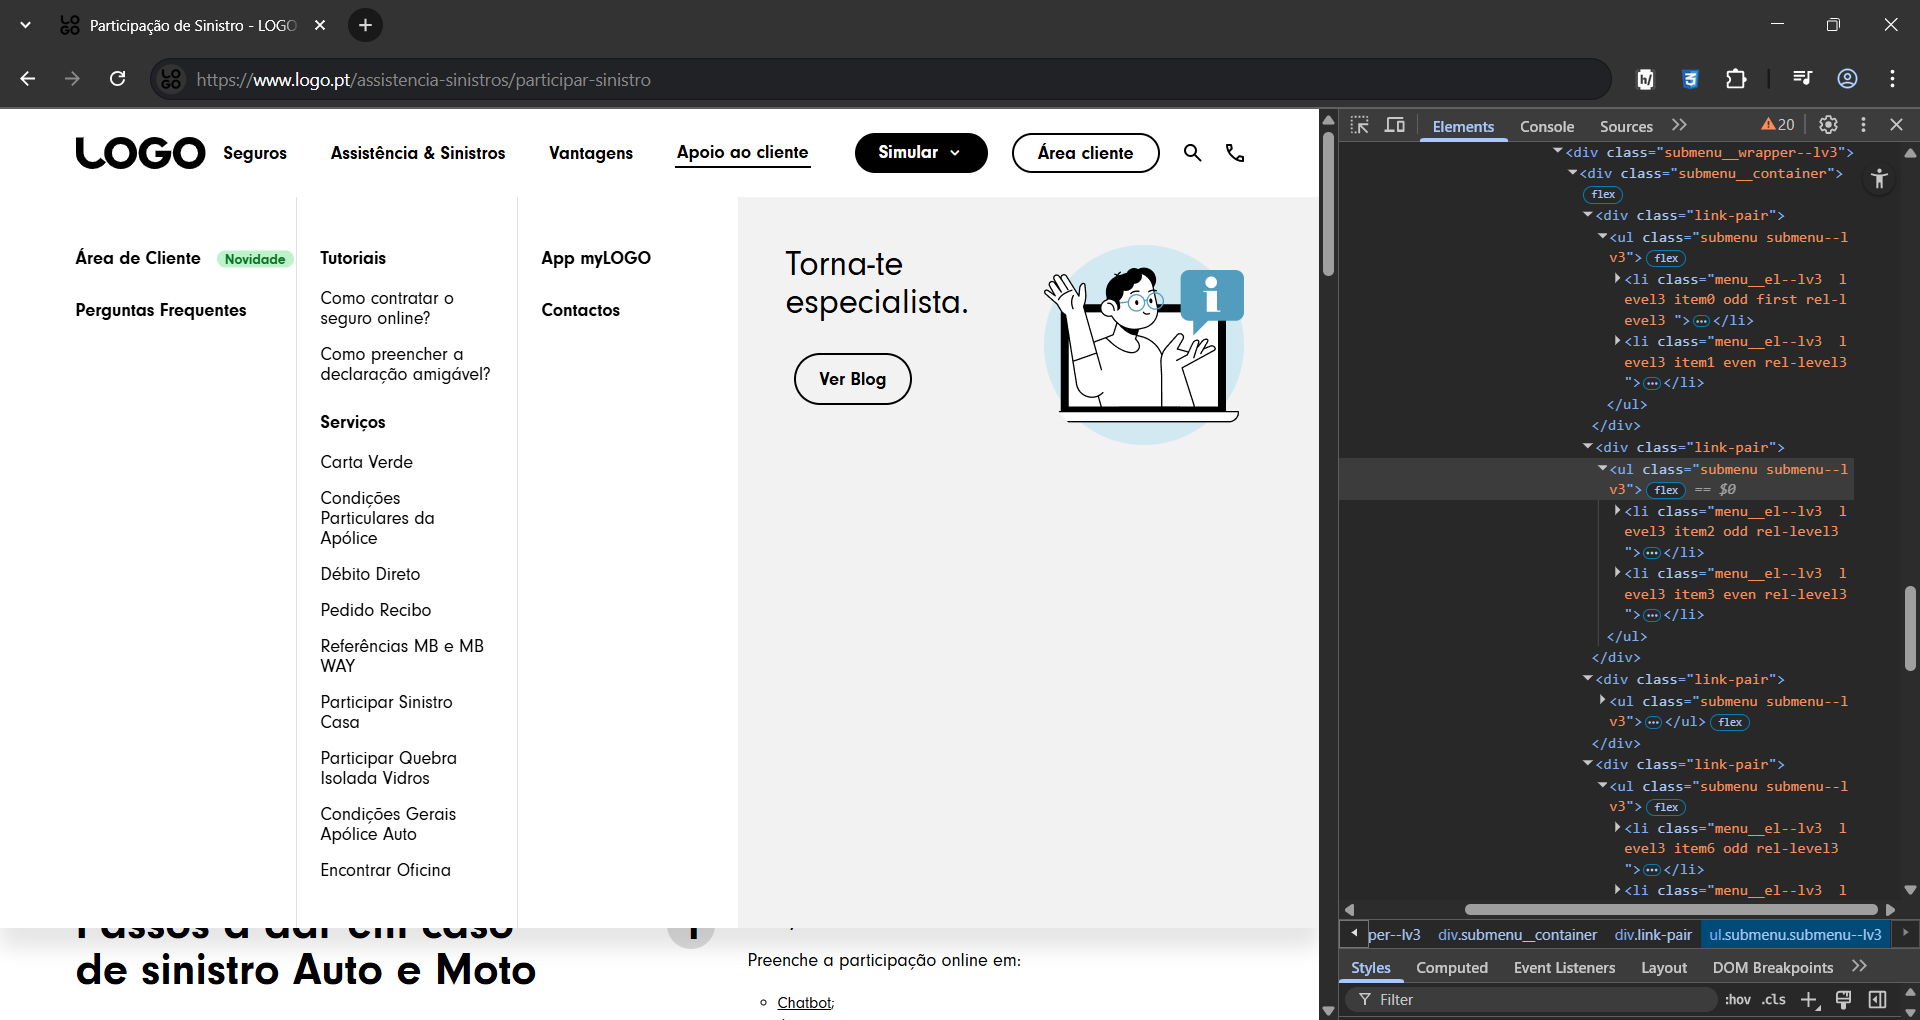 Participação de Sinistro - LOGO
https://www.logo.pt/assistencia-sinistros/participar-sinistro
LOGO
Seguros
Assistência & Sinistros
Vantagens
Apoio ao cliente
Simular
Área cliente
Área de Cliente Novidade
Perguntas Frequentes
Tutoriais
Como contratar o
seguro online?
Como preencher a
declaração amigável?
Serviços
Carta Verde
Condições
Particulares da
Apólice
Débito Direto
Pedido Recibo
Referências MB e MB
WAY
Participar Sinistro
Casa
Participar Quebra
Isolada Vidros
Condições Gerais
Apólice Auto
Encontrar Oficina
App myLOGO
Contactos
Torna-te
especialista.
Ver Blog
Passos a dar em caso
de sinistro Auto e Moto
1
Preenche a participação online em:
Chatbot;
Elements Console Sources 20
<div class="submenu__wrapper--lv3">
<div class="submenu__container">
flex
<div class="link-pair">
<ul class="submenu submenu--l
v3"> flex
<li class="menu__el--lv3 l
evel3 item0 odd first rel-l
evel3 ">…</li>
<li class="menu__el--lv3 l
evel3 item1 even rel-level3
">…</li>
</ul>
</div>
<div class="link-pair">
<ul class="submenu submenu--l
v3"> flex == $0
<li class="menu__el--lv3 l
evel3 item2 odd rel-level3
">…</li>
<li class="menu__el--lv3 l
evel3 item3 even rel-level3
">…</li>
</ul>
</div>
<div class="link-pair">
<ul class="submenu submenu--l
v3">…</ul> flex
</div>
<div class="link-pair">
<ul class="submenu submenu--l
v3"> flex
<li class="menu__el--lv3 l
evel3 item6 odd rel-level3
">…</li>
<li class="menu__el--lv3 l
per--lv3 div.submenu__container div.link-pair ul.submenu.submenu--lv3
Styles Computed Event Listeners Layout DOM Breakpoints
Filter :hov .cls